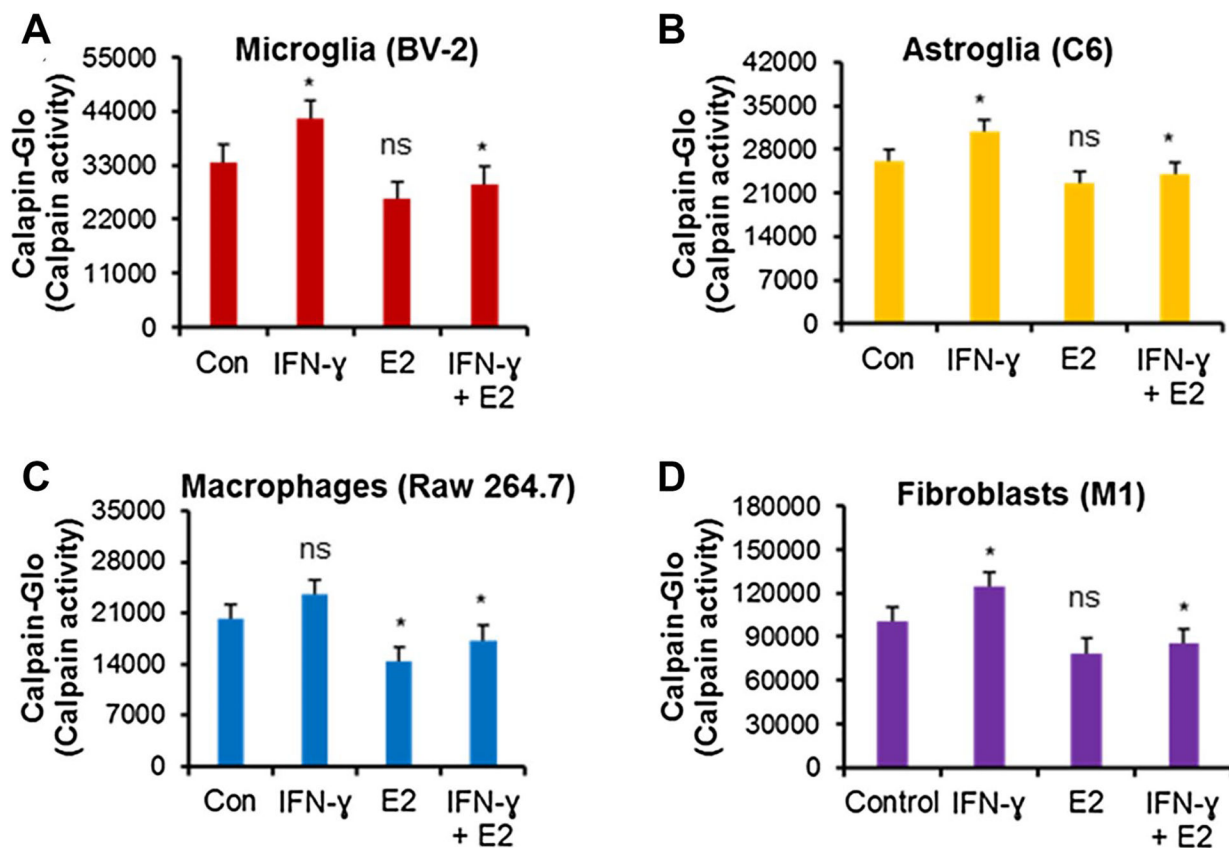 A
Microglia (BV-2)
Calapin-Glo
(Calpain activity)
55000
44000
33000
22000
11000
0
*
ns
*
Con
IFN-ɣ
E2
IFN-ɣ
+ E2
B
Astroglia (C6)
Calpain-Glo
(Calpain activity)
42000
35000
28000
21000
14000
7000
0
*
ns
*
Con
IFN-ɣ
E2
IFN-ɣ
+ E2
C
Macrophages (Raw 264.7)
Calpain-Glo
(Calpain activity)
35000
28000
21000
14000
7000
0
ns
*
*
Con
IFN-ɣ
E2
IFN-ɣ
+ E2
D
Fibroblasts (M1)
Calpain-Glo
(Calpain activity)
180000
150000
120000
90000
60000
30000
0
*
ns
*
Control
IFN-ɣ
E2
IFN-ɣ
+ E2